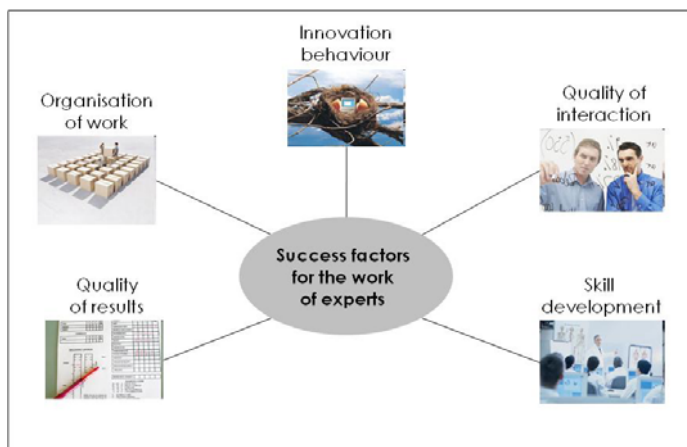 Innovation
behaviour
Organisation
of work
Quality of
interaction
Success factors
for the work
of experts
Quality
of results
Skill
development